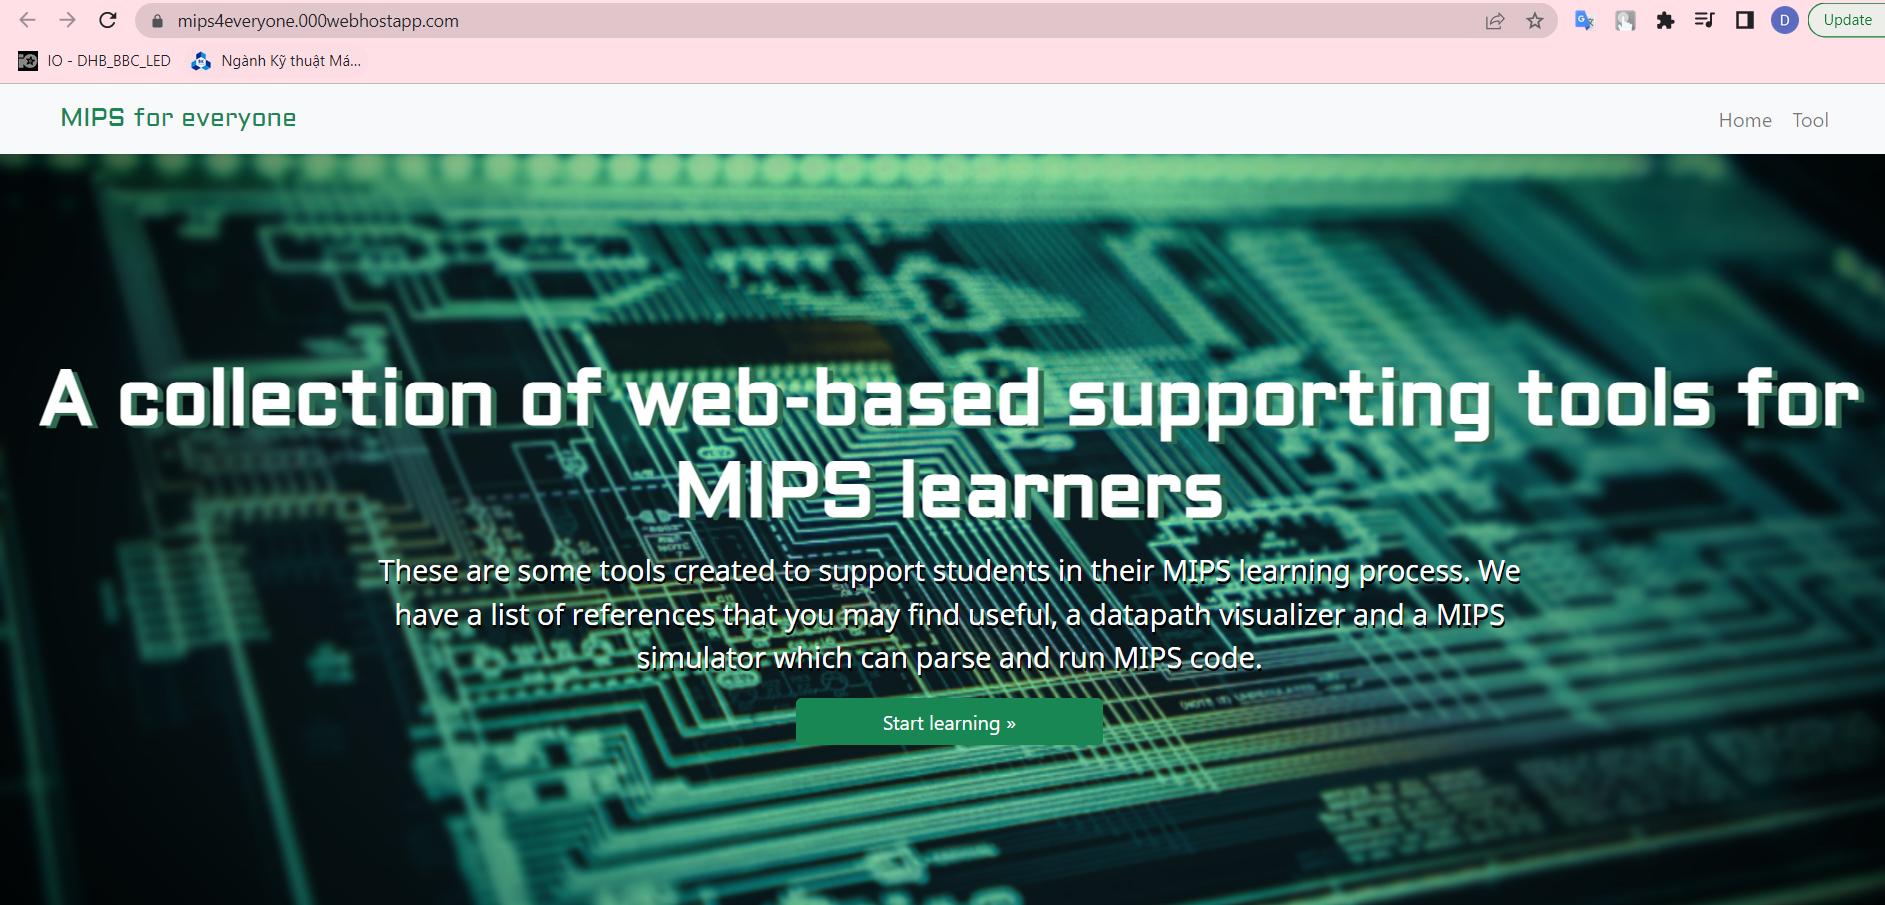 mips4everyone.000webhostapp.com
D
Update
IO - DHB_BBC_LED
Ngành Kỹ thuật Má...
MIPS for everyone
Home Tool
A collection of web-based supporting tools for
MIPS learners
These are some tools created to support students in their MIPS learning process. We
have a list of references that you may find useful, a datapath visualizer and a MIPS
simulator which can parse and run MIPS code.
Start learning »